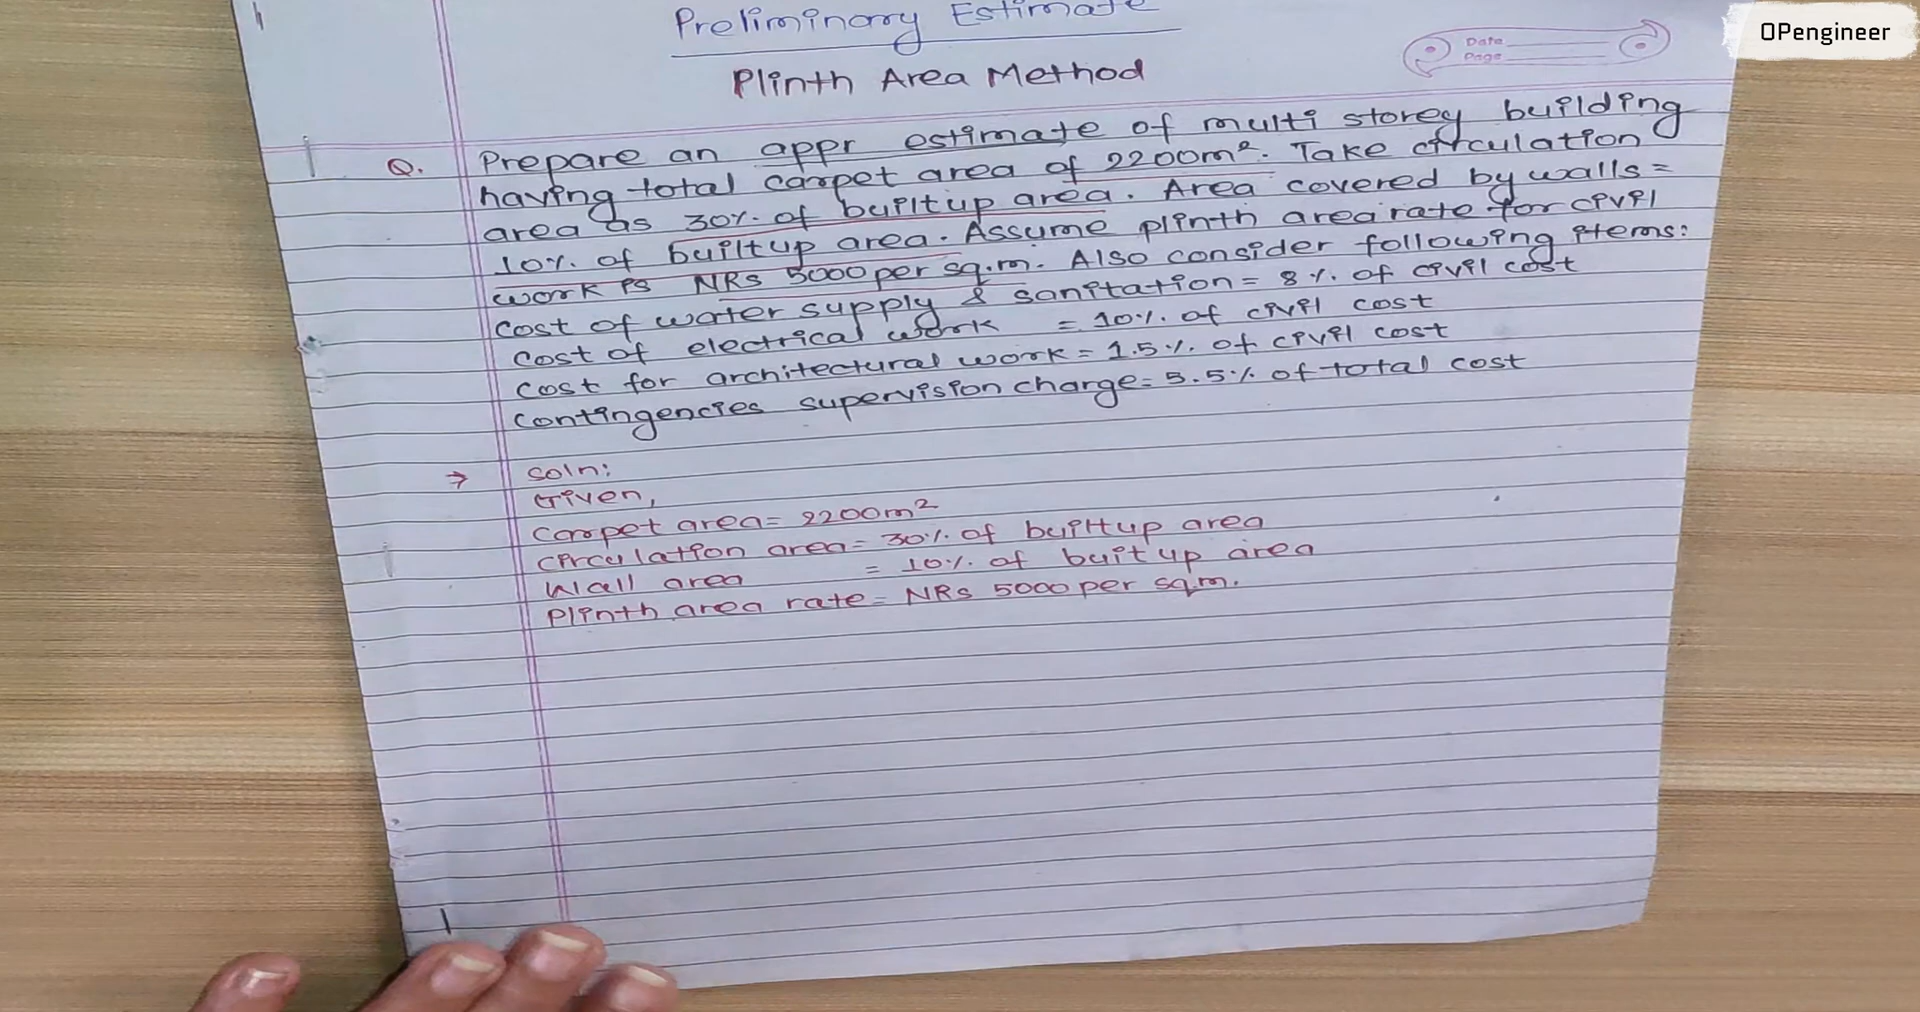 OPengineer
Preliminary Estimate
Date
Page
Plinth Area Method
Q. Prepare an appr estimate of multi storey building
having total carpet area of 2200m². Take circulation
area as 30% of builtup area. Area covered by walls =
10% of builtup area. Assume plinth area rate for civil
work is NRs 5000 per sq.m. Also consider following items:
cost of water supply & sanitation = 8% of civil cost
cost of electrical work = 10% of civil cost
cost for architectural work = 1.5% of civil cost
contingencies supervision charge = 5.5% of total cost
→ Soln:
Given,
Carpet area = 2200m²
circulation area = 30% of builtup area
Wall area = 10% of buitup area
Plinth area rate = NRs 5000 per sq.m.